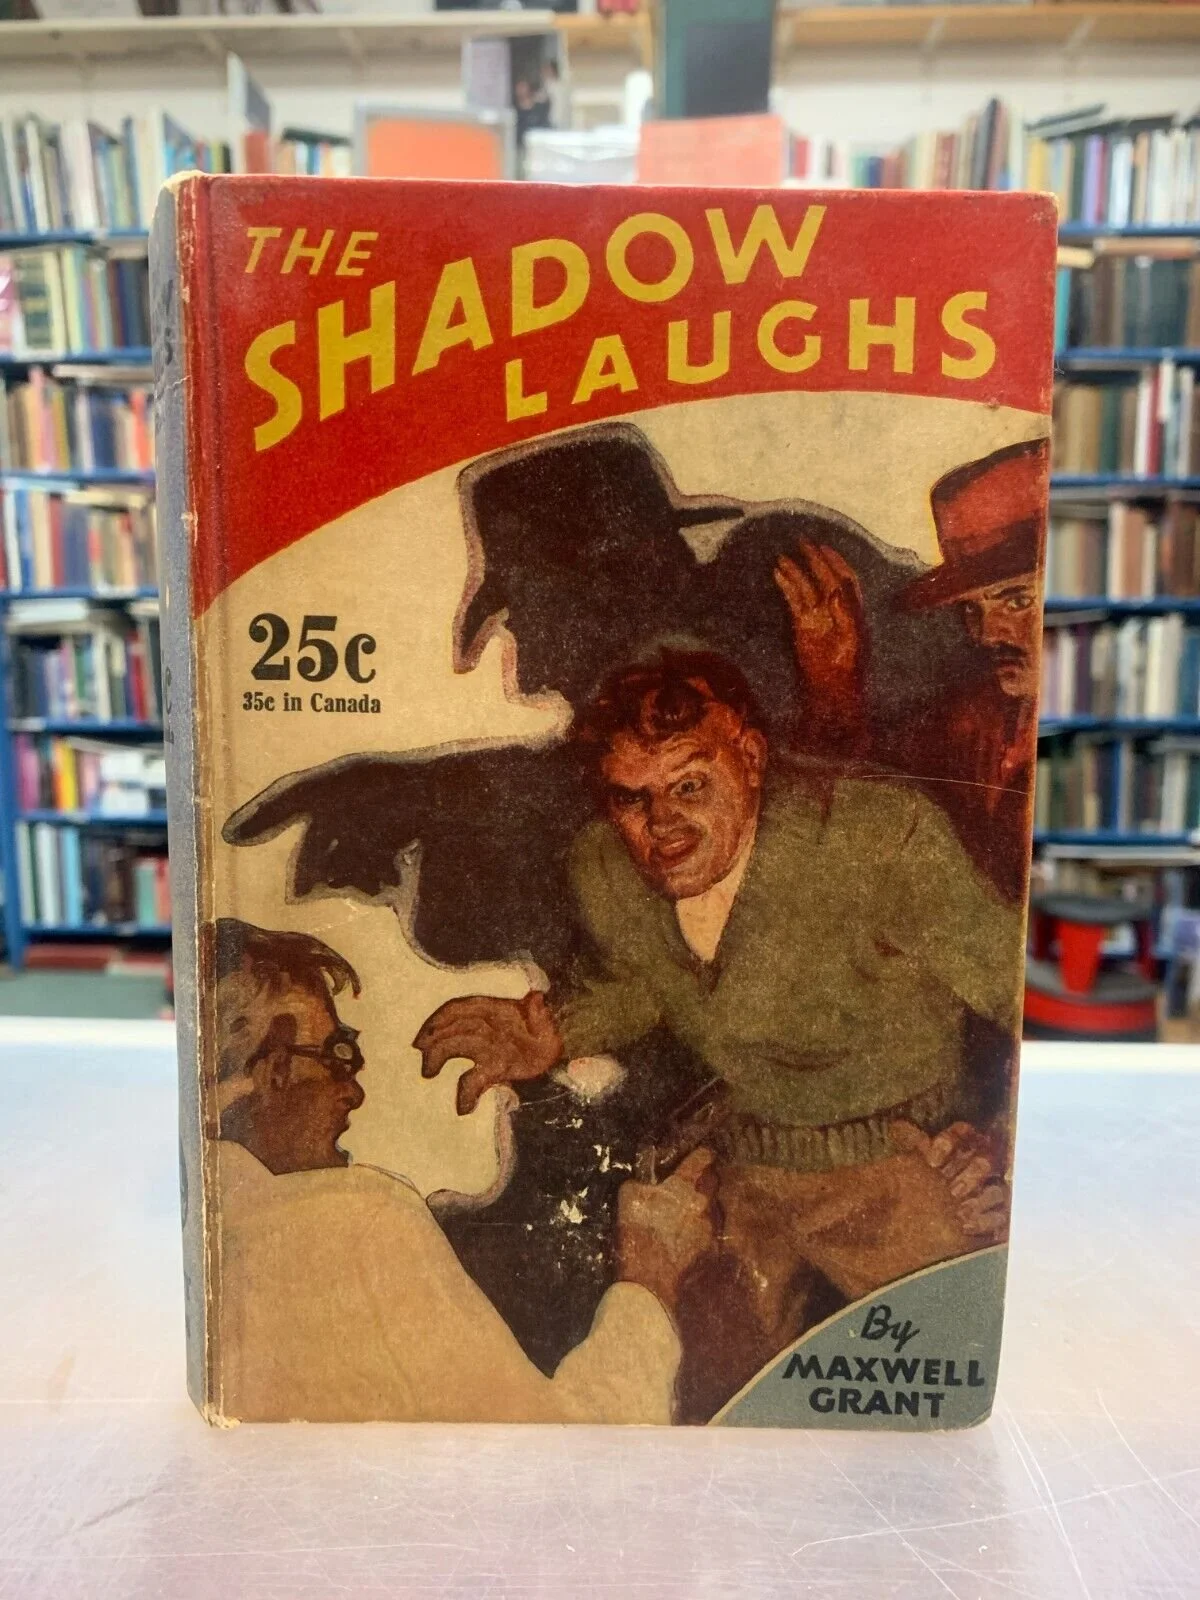 THE
SHADOW
LAUGHS
25c
35c in Canada
By
MAXWELL
GRANT